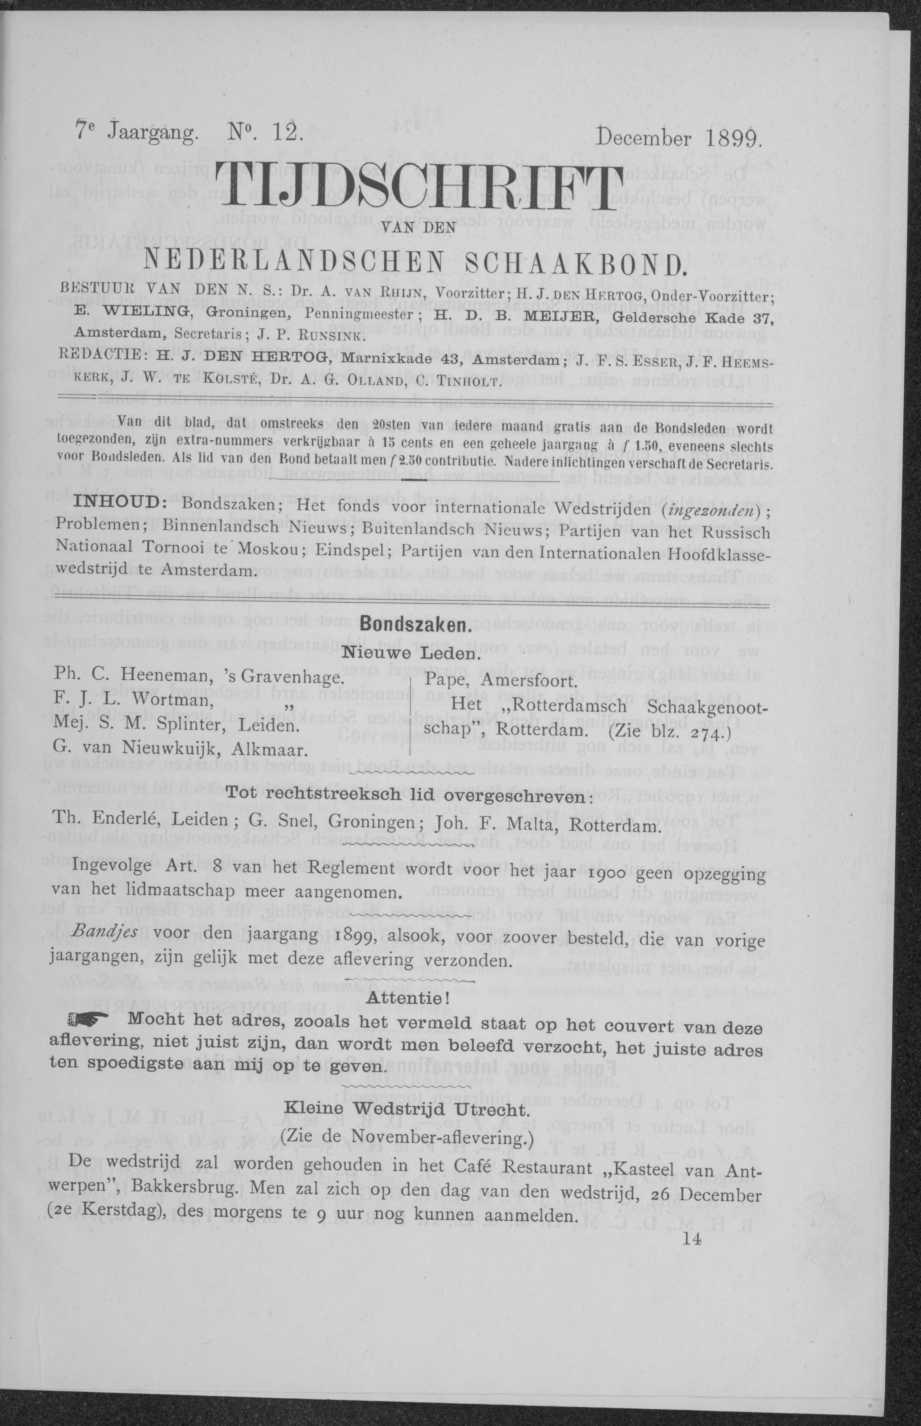 7e Jaargang. No. 12. December 1899.
TIJDSCHRIFT
VAN DEN
NEDERLANDSCHEN SCHAAKBOND.
BESTUUR VAN DEN N. S.: Dr. A. VAN RHIJN, Voorzitter; H. J. DEN HERTOG, Onder-Voorzitter;
E. WIELING, Groningen, Penningmeester; H. D. B. MEIJER, Geldersche Kade 37,
Amsterdam, Secretaris; J. P. RUNSINK.
REDACTIE: H. J. DEN HERTOG, Marnixkade 43, Amsterdam; J. F. S. ESSER, J. F. HEEMS-
KERK, J. W. TE KOLSTÉ, Dr. A. G. OLLAND, C. TINHOLT.
Van dit blad, dat omstreeks den 20sten van iedere maand gratis aan de Bondsleden wordt
toegezonden, zijn extra-nummers verkrijgbaar à 15 cents en een geheele jaargang à f 1.50, eveneens slechts
voor Bondsleden. Als lid van den Bond betaalt men f 2.50 contributie. Nadere inlichtingen verschaft de Secretaris.
INHOUD: Bondszaken; Het fonds voor internationale Wedstrijden (ingezonden);
Problemen; Binnenlandsch Nieuws; Buitenlandsch Nieuws; Partijen van het Russisch
Nationaal Tornooi te Moskou; Eindspel; Partijen van den Internationalen Hoofdklasse-
wedstrijd te Amsterdam.
Bondszaken.
Nieuwe Leden.
Ph. C. Heeneman, 's Gravenhage.
F. J. L. Wortman, „
Mej. S. M. Splinter, Leiden.
G. van Nieuwkuijk, Alkmaar.
Pape, Amersfoort.
Het „Rotterdamsch Schaakgenoot-
schap”, Rotterdam. (Zie blz. 274.)
Tot rechtstreeksch lid overgeschreven:
Th. Enderlé, Leiden; G. Snel, Groningen; Joh. F. Malta, Rotterdam.
Ingevolge Art. 8 van het Reglement wordt voor het jaar 1900 geen opzegging
van het lidmaatschap meer aangenomen.
Bandjes voor den jaargang 1899, alsook, voor zoover besteld, die van vorige
jaargangen, zijn gelijk met deze aflevering verzonden.
Attentie!
☛ Mocht het adres, zooals het vermeld staat op het couvert van deze
aflevering, niet juist zijn, dan wordt men beleefd verzocht, het juiste adres
ten spoedigste aan mij op te geven.
Kleine Wedstrijd Utrecht.
(Zie de November-aflevering.)
De wedstrijd zal worden gehouden in het Café Restaurant „Kasteel van Ant-
werpen”, Bakkersbrug. Men zal zich op den dag van den wedstrijd, 26 December
(2e Kerstdag), des morgens te 9 uur nog kunnen aanmelden.
14